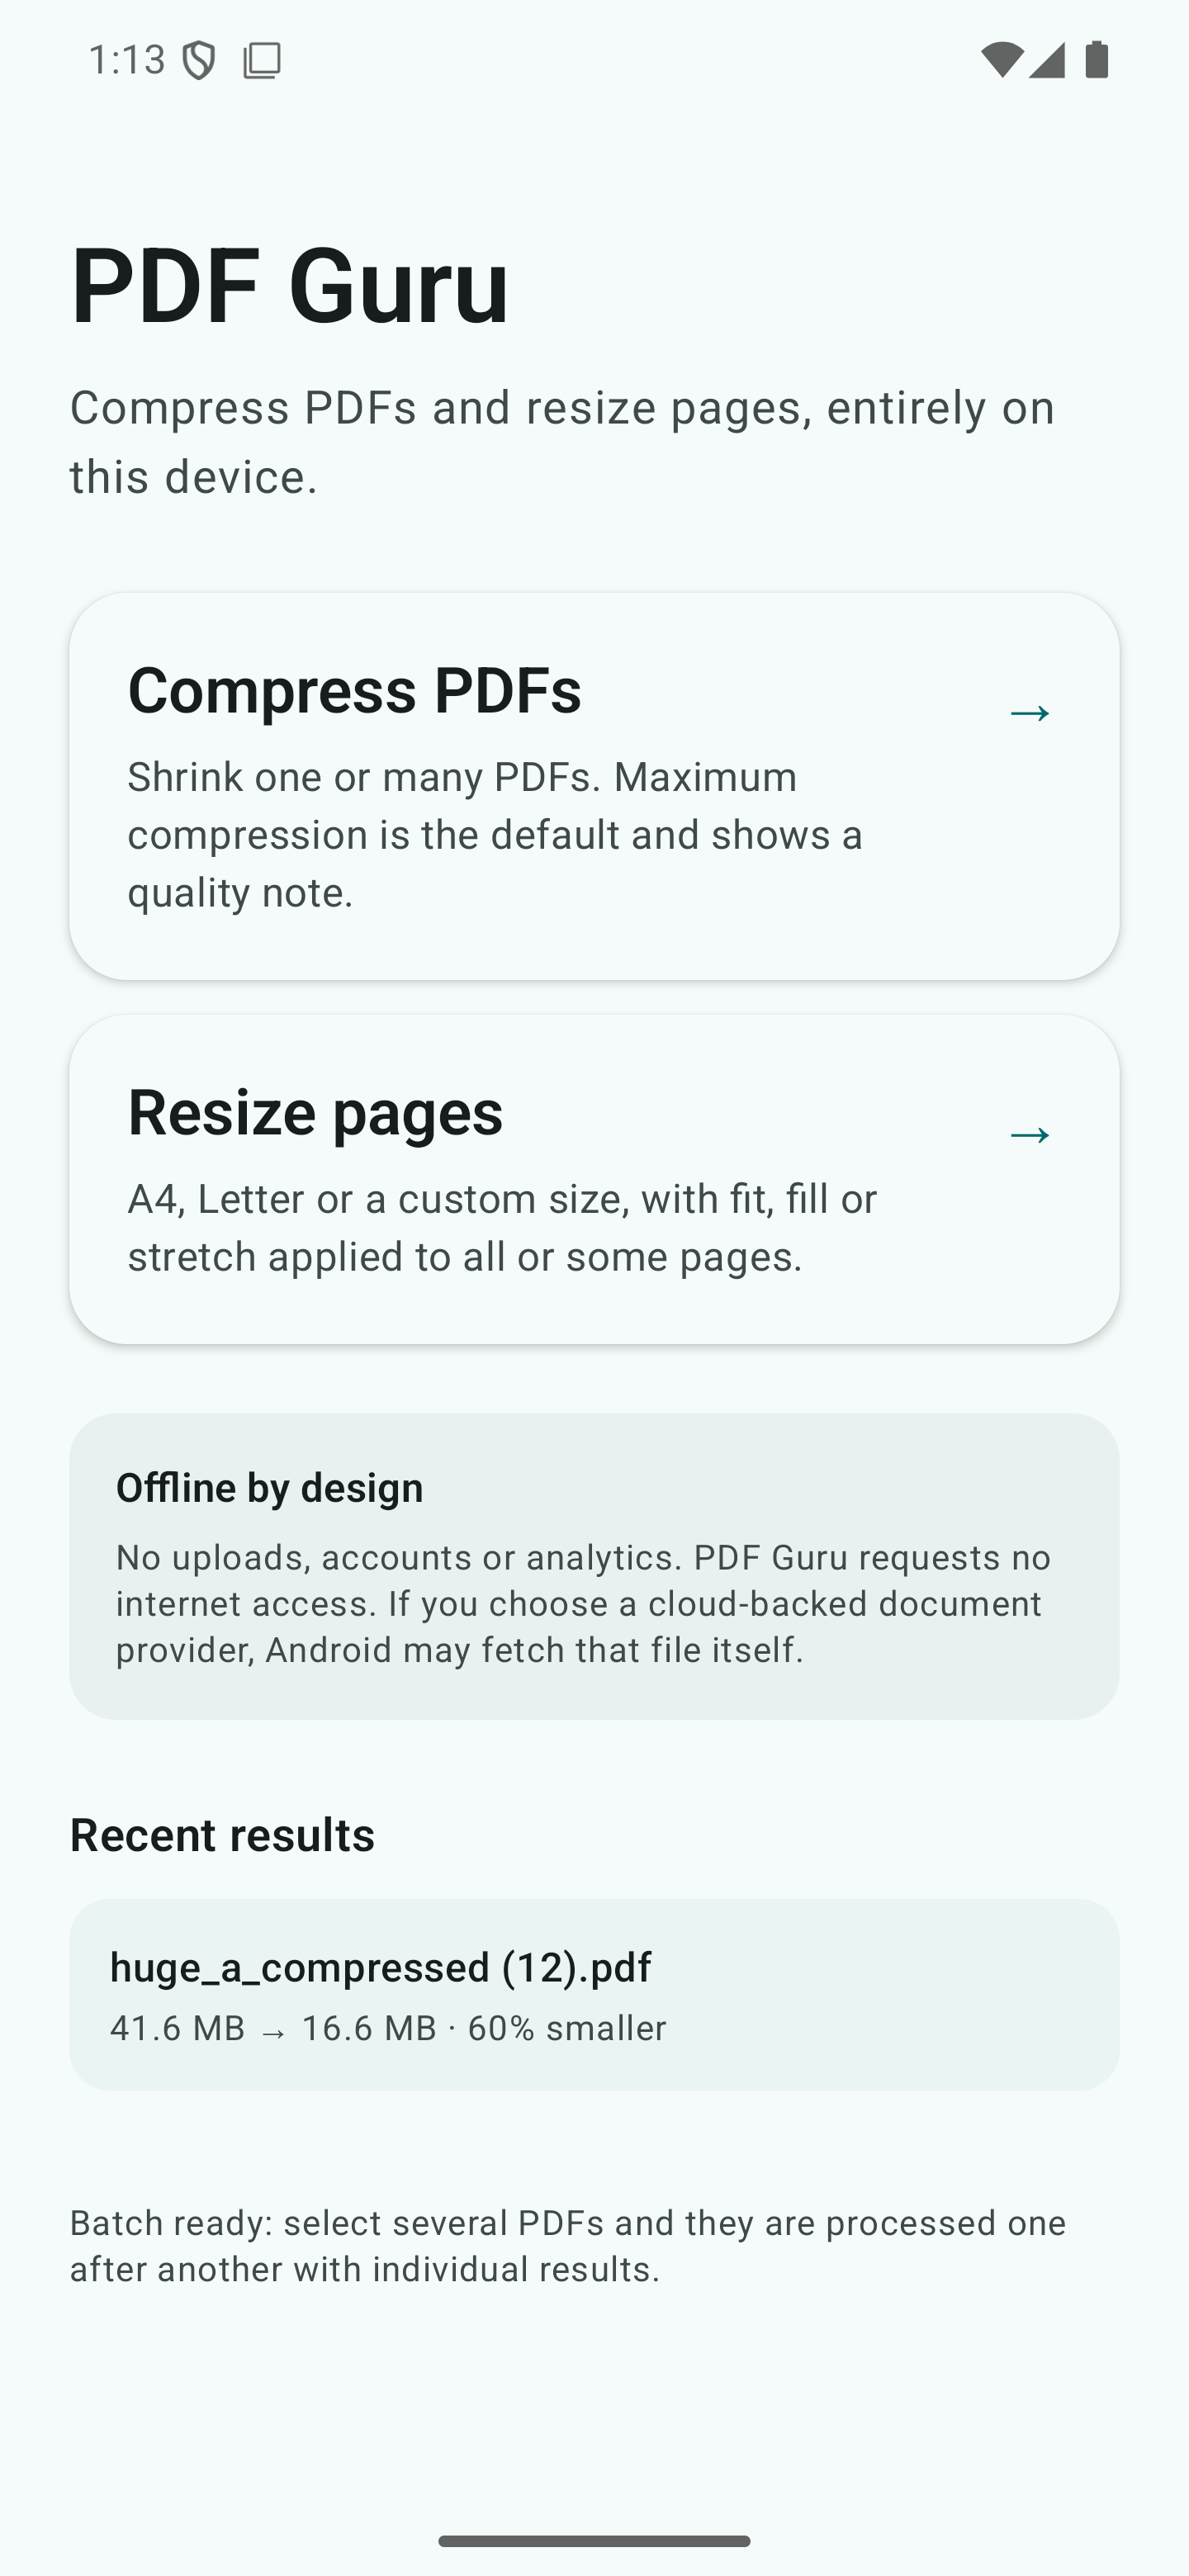 1:13
PDF Guru
Compress PDFs and resize pages, entirely on
this device.
Compress PDFs
→
Shrink one or many PDFs. Maximum
compression is the default and shows a
quality note.
Resize pages
→
A4, Letter or a custom size, with fit, fill or
stretch applied to all or some pages.
Offline by design
No uploads, accounts or analytics. PDF Guru requests no
internet access. If you choose a cloud-backed document
provider, Android may fetch that file itself.
Recent results
huge_a_compressed (12).pdf
41.6 MB → 16.6 MB · 60% smaller
Batch ready: select several PDFs and they are processed one
after another with individual results.